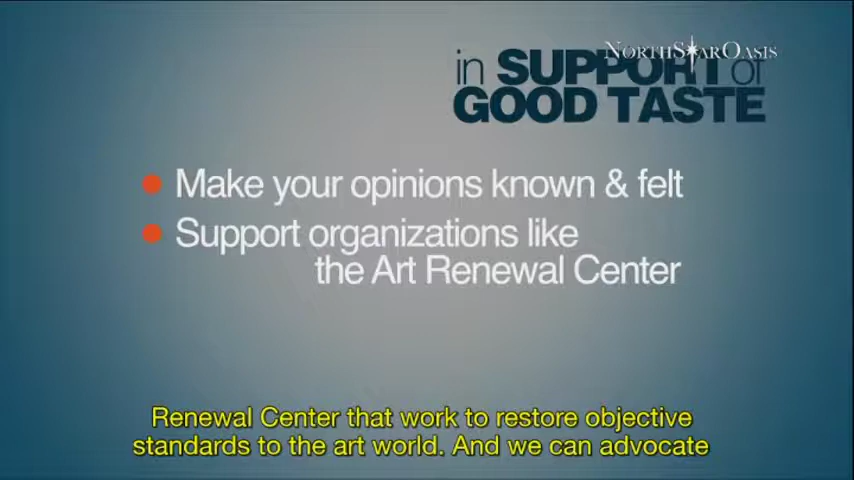 NORTHSTAROASIS
in SUPPORT of
GOOD TASTE
Make your opinions known & felt
Support organizations like
the Art Renewal Center
Renewal Center that work to restore objective
standards to the art world. And we can advocate